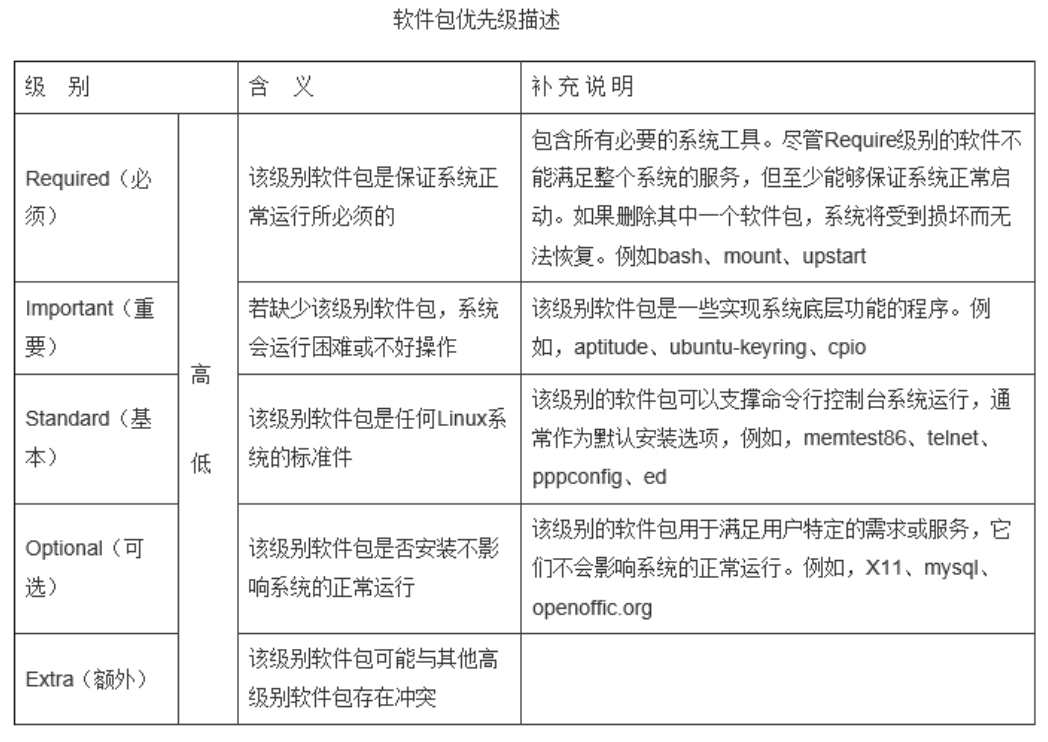 软件包优先级描述
级 别
含 义
补充说明
Required（必
须）
高
低
该级别软件包是保证系统正
常运行所必须的
包含所有必要的系统工具。尽管Require级别的软件不
能满足整个系统的服务，但至少能够保证系统正常启
动。如果删除其中一个软件包，系统将受到损坏而无
法恢复。例如bash、mount、upstart
Important（重
要）
若缺少该级别软件包，系统
会运行困难或不好操作
该级别软件包是一些实现系统底层功能的程序。例
如，aptitude、ubuntu-keyring、cpio
Standard（基
本）
该级别软件包是任何Linux系
统的标准件
该级别的软件包可以支撑命令行控制台系统运行，通
常作为默认安装选项，例如，memtest86、telnet、
pppconfig、ed
Optional（可
选）
该级别软件包是否安装不影
响系统的正常运行
该级别的软件包用于满足用户特定的需求或服务，它
们不会影响系统的正常运行。例如，X11、mysql、
openoffic.org
Extra（额外）
该级别软件包可能与其他高
级别软件包存在冲突